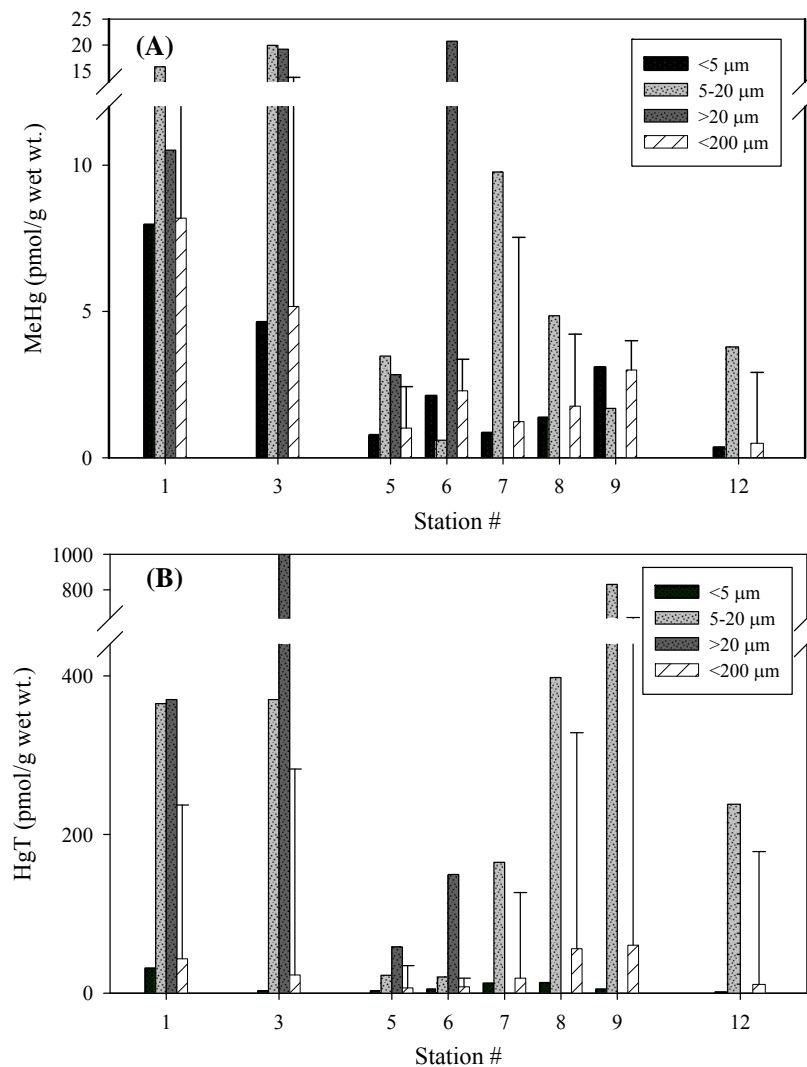 (A)
25
20
15
10
5
0
MeHg (pmol/g wet wt.)
<5 μm
5-20 μm
>20 μm
<200 μm
1 3 5 6 7 8 9 12
Station #
(B)
1000
800
400
200
0
HgT (pmol/g wet wt.)
<5 μm
5-20 μm
>20 μm
<200 μm
1 3 5 6 7 8 9 12
Station #